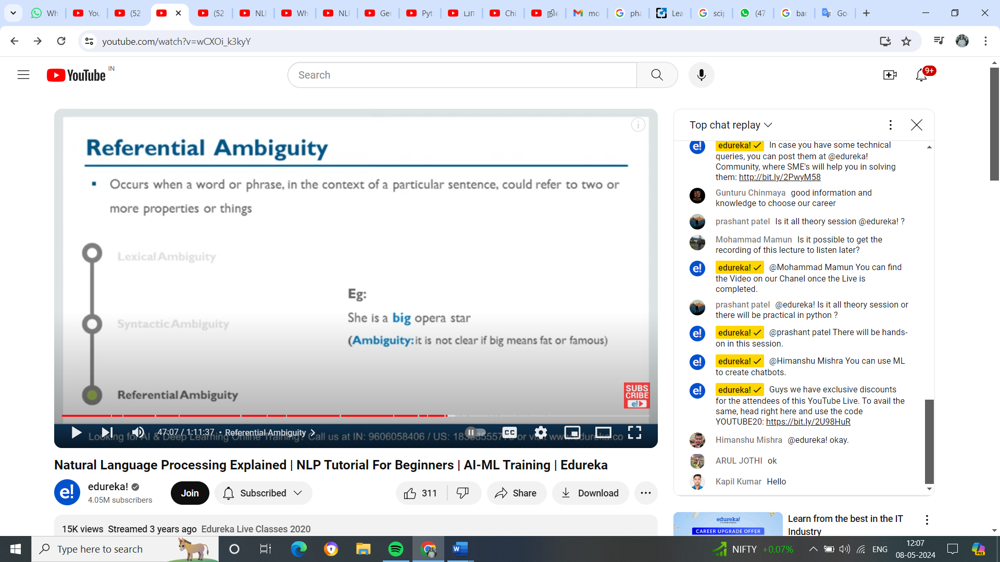 Wh
You
(52
(52
NLP
Wh
NLP
Ger
Pyt
Chi
mo
pha
Lea
scip
(47
bar
Goo
youtube.com/watch?v=wCXOi_k3kyY
YouTube IN
Search
9+
Referential Ambiguity
Occurs when a word or phrase, in the context of a particular sentence, could refer to two or
more properties or things
Lexical Ambiguity
Syntactic Ambiguity
Referential Ambiguity
Eg:
She is a big opera star
(Ambiguity: it is not clear if big means fat or famous)
SUBS
CRIBE
e!
47:07 / 1:11:37 • Referential Ambiguity
CC
Looking for AI & Deep Learning Online Training? Call us at IN: 9606058406 / US: or visit www.edureka.co
Natural Language Processing Explained | NLP Tutorial For Beginners | AI-ML Training | Edureka
e!
edureka!
4.05M subscribers
Join
Subscribed
311
Share
Download
15K views Streamed 3 years ago Edureka Live Classes 2020
Top chat replay
edureka! In case you have some technical
queries, you can post them at @edureka!
Community, where SME's will help you in solving
them: http://bit.ly/2PwyM58
Gunturu Chinmaya good information and
knowledge to choose our career
prashant patel Is it all theory session @edureka! ?
Mohammad Mamun Is it possible to get the
recording of this lecture to listen later?
edureka! @Mohammad Mamun You can find
the Video on our Chanel once the Live is
completed.
prashant patel @edureka! Is it all theory session or
there will be practical in python ?
edureka! @prashant patel There will be hands-
on in this session.
edureka! @Himanshu Mishra You can use ML
to create chatbots.
edureka! Guys we have exclusive discounts
for the attendees of this YouTube Live. To avail the
same, head right here and use the code
YOUTUBE20: https://bit.ly/2U98HuR
Himanshu Mishra @edureka! okay.
ARUL JOTHI ok
Kapil Kumar Hello
edureka!
CAREER UPGRADE OFFER
Learn from the best in the IT
Industry
Type here to search
NIFTY +0.07%
ENG
12:07
08-05-2024
PRE